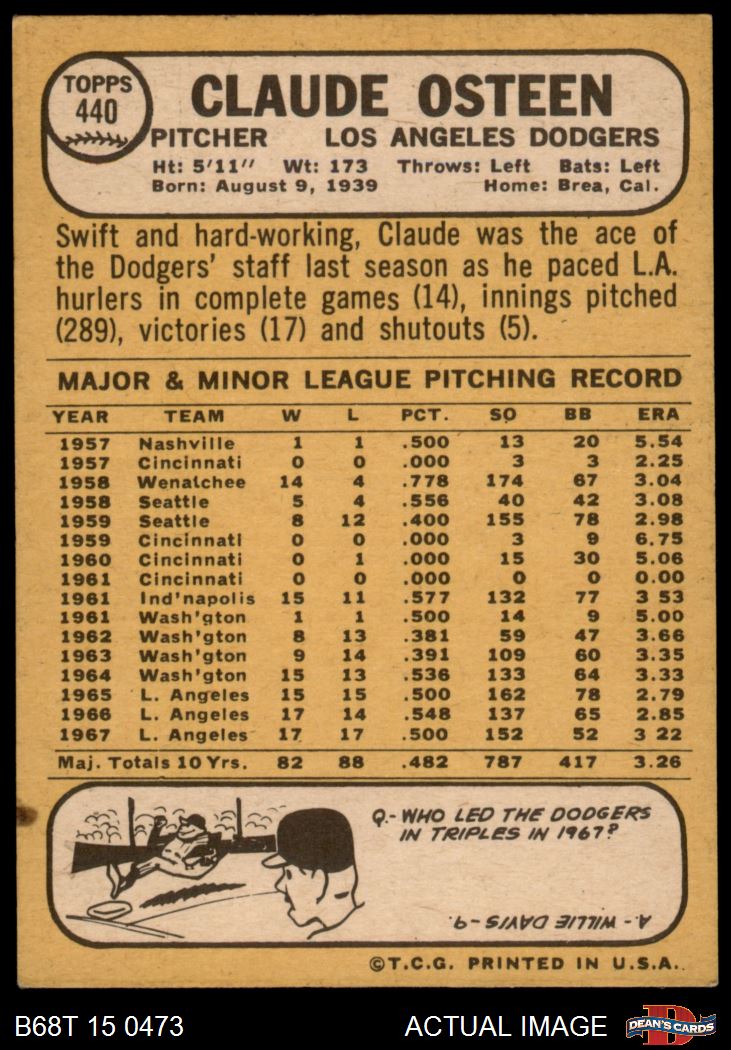 TOPPS
440
CLAUDE OSTEEN
PITCHER LOS ANGELES DODGERS
Ht: 5'11" Wt: 173 Throws: Left Bats: Left
Born: August 9, 1939 Home: Brea, Cal.
Swift and hard-working, Claude was the ace of
the Dodgers' staff last season as he paced L.A.
hurlers in complete games (14), innings pitched
(289), victories (17) and shutouts (5).
MAJOR & MINOR LEAGUE PITCHING RECORD
YEAR TEAM W L PCT. SO BB ERA
1957 Nashville 1 1 .500 13 20 5.54
1957 Cincinnati 0 0 .000 3 3 2.25
1958 Wenatchee 14 4 .778 174 67 3.04
1958 Seattle 5 4 .556 40 42 3.08
1959 Seattle 8 12 .400 155 78 2.98
1959 Cincinnati 0 0 .000 3 9 6.75
1960 Cincinnati 0 1 .000 15 30 5.06
1961 Cincinnati 0 0 .000 0 0 0.00
1961 Ind'napolis 15 11 .577 132 77 3 53
1961 Wash'gton 1 1 .500 14 9 5.00
1962 Wash'gton 8 13 .381 59 47 3.66
1963 Wash'gton 9 14 .391 109 60 3.35
1964 Wash'gton 15 13 .536 133 64 3.33
1965 L. Angeles 15 15 .500 162 78 2.79
1966 L. Angeles 17 14 .548 137 65 2.85
1967 L. Angeles 17 17 .500 152 52 3 22
Maj. Totals 10 Yrs. 82 88 .482 787 417 3.26
Q.- WHO LED THE DODGERS
IN TRIPLES IN 1967?
A - WILLIE DAVIS - 9.
©T.C.G. PRINTED IN U.S.A.
B68T 15 0473 ACTUAL IMAGE
D
DEAN'S CARDS